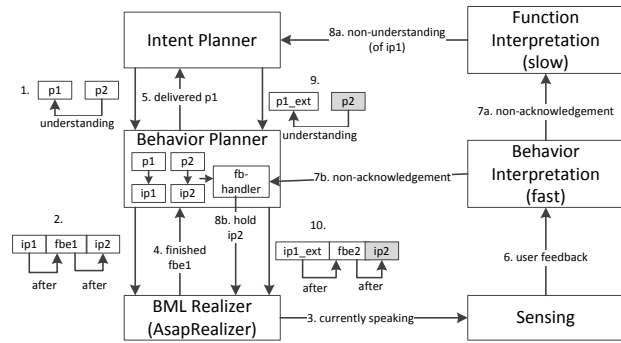 Intent Planner
8a. non-understanding
(of ip1)
Function
Interpretation
(slow)
1.
p1
p2
understanding
5. delivered p1
9.
p1_ext
p2
understanding
7a. non-acknowledgement
Behavior Planner
p1
p2
ip1
ip2
fb-
handler
7b. non-acknowledgement
Behavior
Interpretation
(fast)
2.
ip1
fbe1
ip2
after
after
4. finished
fbe1
8b. hold
ip2
10.
ip1_ext
fbe2
ip2
after
after
6. user feedback
BML Realizer
(AsapRealizer)
3. currently speaking
Sensing